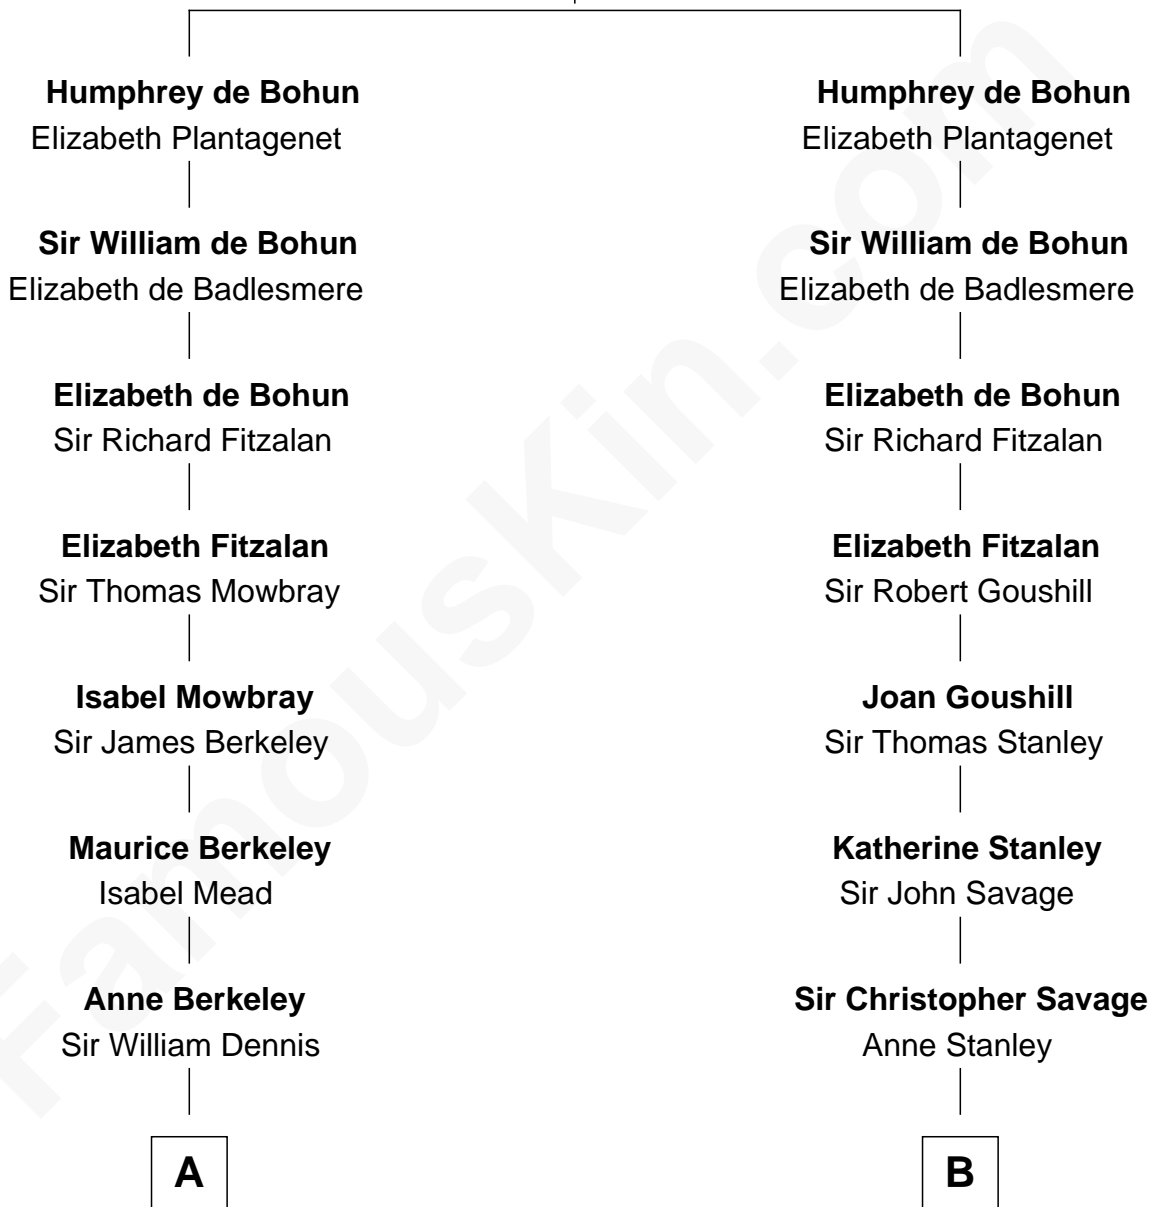 Humphrey de Bohun
Elizabeth Plantagenet
Sir William de Bohun
Elizabeth de Badlesmere
Elizabeth de Bohun
Sir Richard Fitzalan
Elizabeth Fitzalan
Sir Thomas Mowbray
Isabel Mowbray
Sir James Berkeley
Maurice Berkeley
Isabel Mead
Anne Berkeley
Sir William Dennis
A
Humphrey de Bohun
Elizabeth Plantagenet
Sir William de Bohun
Elizabeth de Badlesmere
Elizabeth de Bohun
Sir Richard Fitzalan
Elizabeth Fitzalan
Sir Robert Goushill
Joan Goushill
Sir Thomas Stanley
Katherine Stanley
Sir John Savage
Sir Christopher Savage
Anne Stanley
B
FamousKin.com